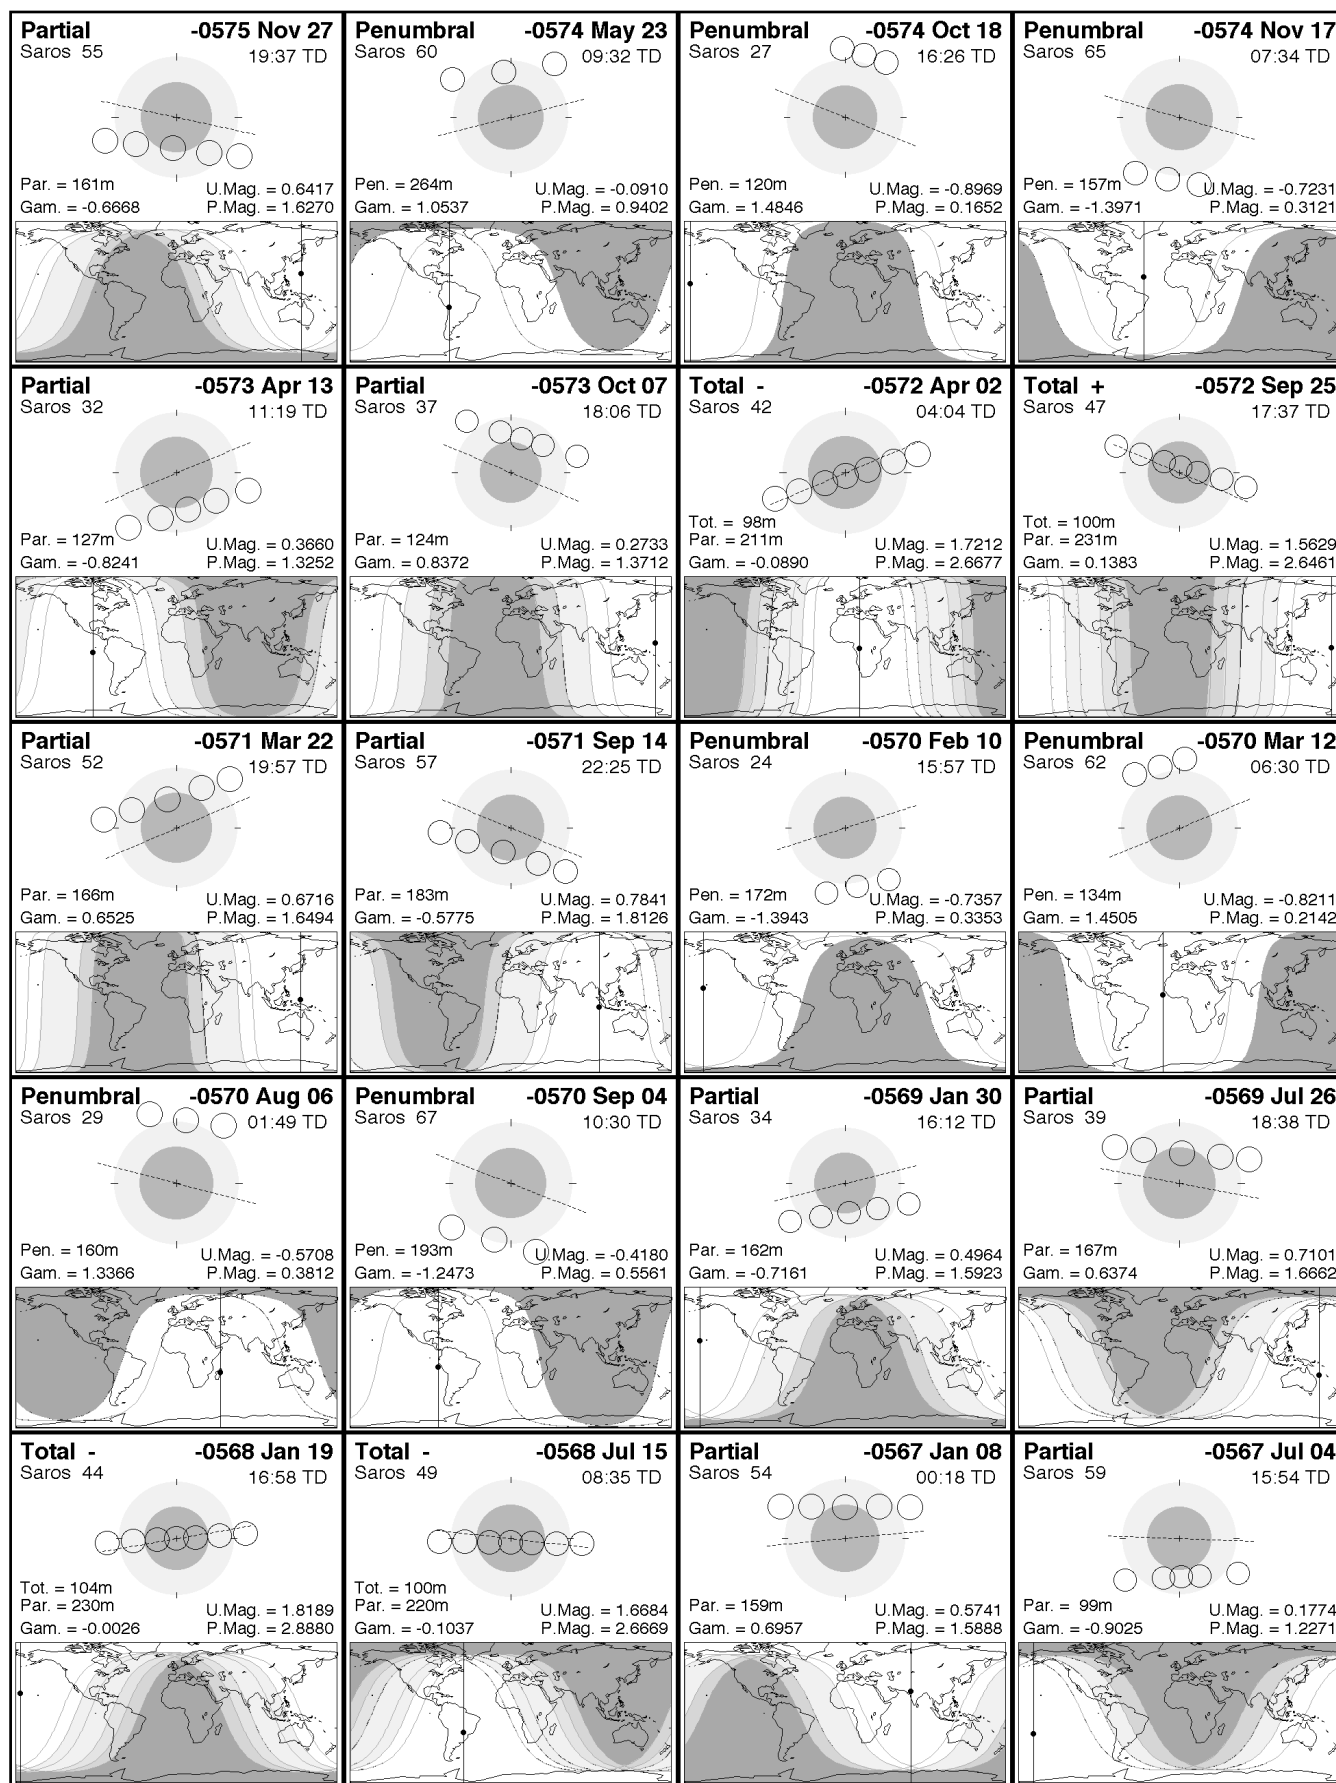 Partial -0575 Nov 27
Saros 55 19:37 TD
Par. = 161m U.Mag. = 0.6417
Gam. = -0.6668 P.Mag. = 1.6270
Penumbral -0574 May 23
Saros 60 09:32 TD
Pen. = 264m U.Mag. = -0.0910
Gam. = 1.0537 P.Mag. = 0.9402
Penumbral -0574 Oct 18
Saros 27 16:26 TD
Pen. = 120m U.Mag. = -0.8969
Gam. = 1.4846 P.Mag. = 0.1652
Penumbral -0574 Nov 17
Saros 65 07:34 TD
Pen. = 157m U.Mag. = -0.7231
Gam. = -1.3971 P.Mag. = 0.3121
Partial -0573 Apr 13
Saros 32 11:19 TD
Par. = 127m U.Mag. = 0.3660
Gam. = -0.8241 P.Mag. = 1.3252
Partial -0573 Oct 07
Saros 37 18:06 TD
Par. = 124m U.Mag. = 0.2733
Gam. = 0.8372 P.Mag. = 1.3712
Total - -0572 Apr 02
Saros 42 04:04 TD
Tot. = 98m
Par. = 211m U.Mag. = 1.7212
Gam. = -0.0890 P.Mag. = 2.6677
Total + -0572 Sep 25
Saros 47 17:37 TD
Tot. = 100m
Par. = 231m U.Mag. = 1.5629
Gam. = 0.1383 P.Mag. = 2.6461
Partial -0571 Mar 22
Saros 52 19:57 TD
Par. = 166m U.Mag. = 0.6716
Gam. = 0.6525 P.Mag. = 1.6494
Partial -0571 Sep 14
Saros 57 22:25 TD
Par. = 183m U.Mag. = 0.7841
Gam. = -0.5775 P.Mag. = 1.8126
Penumbral -0570 Feb 10
Saros 24 15:57 TD
Pen. = 172m U.Mag. = -0.7357
Gam. = -1.3943 P.Mag. = 0.3353
Penumbral -0570 Mar 12
Saros 62 06:30 TD
Pen. = 134m U.Mag. = -0.8211
Gam. = 1.4505 P.Mag. = 0.2142
Penumbral -0570 Aug 06
Saros 29 01:49 TD
Pen. = 160m U.Mag. = -0.5708
Gam. = 1.3366 P.Mag. = 0.3812
Penumbral -0570 Sep 04
Saros 67 10:30 TD
Pen. = 193m U.Mag. = -0.4180
Gam. = -1.2473 P.Mag. = 0.5561
Partial -0569 Jan 30
Saros 34 16:12 TD
Par. = 162m U.Mag. = 0.4964
Gam. = -0.7161 P.Mag. = 1.5923
Partial -0569 Jul 26
Saros 39 18:38 TD
Par. = 167m U.Mag. = 0.7101
Gam. = 0.6374 P.Mag. = 1.6662
Total - -0568 Jan 19
Saros 44 16:58 TD
Tot. = 104m
Par. = 230m U.Mag. = 1.8189
Gam. = -0.0026 P.Mag. = 2.8880
Total - -0568 Jul 15
Saros 49 08:35 TD
Tot. = 100m
Par. = 220m U.Mag. = 1.6684
Gam. = -0.1037 P.Mag. = 2.6669
Partial -0567 Jan 08
Saros 54 00:18 TD
Par. = 159m U.Mag. = 0.5741
Gam. = 0.6957 P.Mag. = 1.5888
Partial -0567 Jul 04
Saros 59 15:54 TD
Par. = 99m U.Mag. = 0.1774
Gam. = -0.9025 P.Mag. = 1.2271